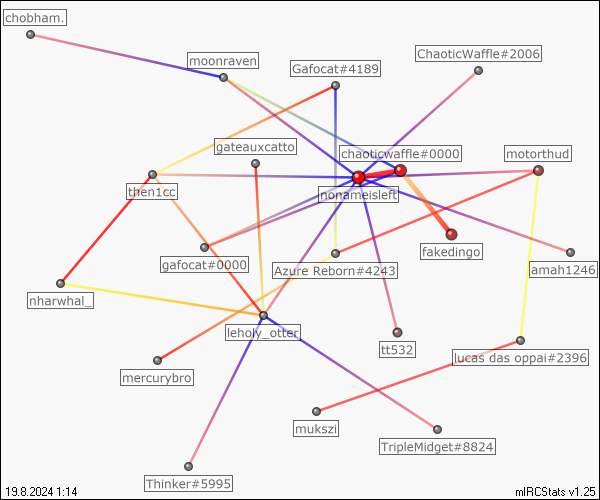 chobham.
ChaoticWaffle#2006
moonraven
Gafocat#4189
gateauxcatto
chaoticwaffle#0000
motorthud
then1cc
nonameisleft
fakedingo
gafocat#0000
Azure Reborn#4243
amah1246
nharwhal_
leholy_otter
tt532
lucas das oppai#2396
mercurybro
mukszi
TripleMidget#8824
Thinker#5995
19.8.2024 1:14
mIRCStats v1.25